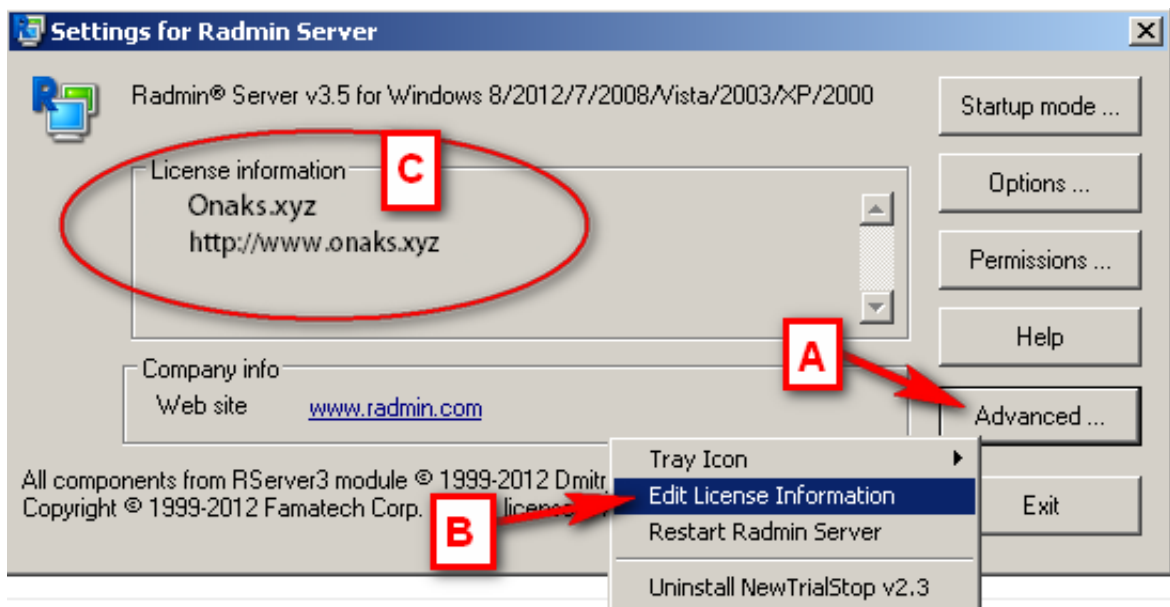 Settings for Radmin Server
Radmin® Server v3.5 for Windows 8/2012/7/2008/Vista/2003/XP/2000
Startup mode ...
License information
C
Onaks.xyz
http://www.onaks.xyz
Options ...
Permissions ...
Help
A
Company info
Web site www.radmin.com
Advanced ...
Tray Icon
All components from RServer3 module © 1999-2012 Dmitr
Edit License Information
Copyright © 1999-2012 Famatech Corp.
B
Restart Radmin Server
Exit
Uninstall NewTrialStop v2.3